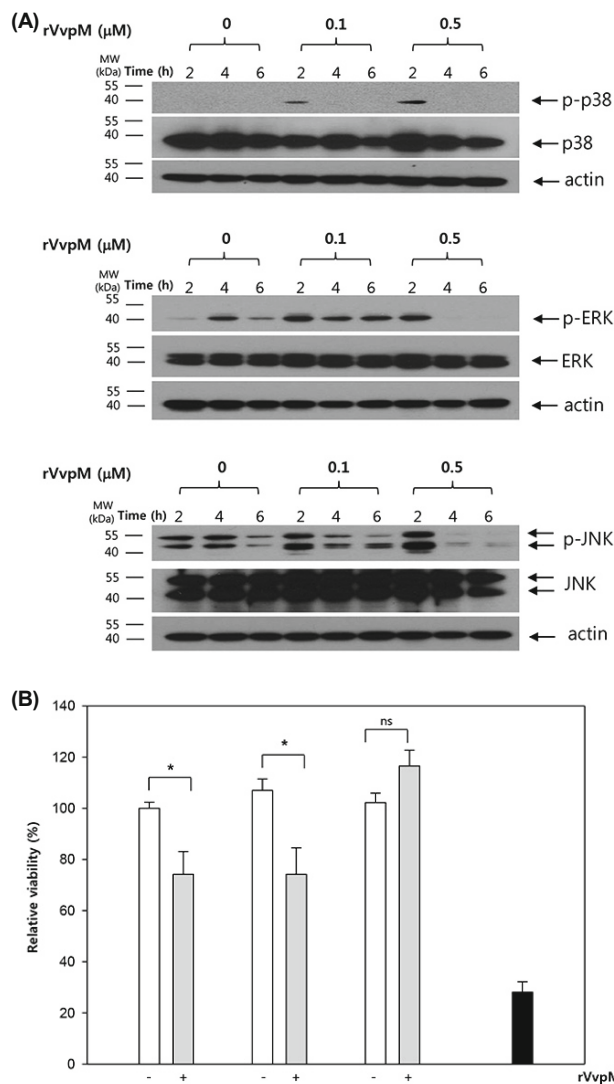 (A)
rVvpM (μM) 0 0.1 0.5
MW (kDa) Time (h) 2 4 6 2 4 6 2 4 6
55
40 p-p38
55
40 p38
55
40 actin
rVvpM (μM) 0 0.1 0.5
MW (kDa) Time (h) 2 4 6 2 4 6 2 4 6
55
40 p-ERK
55
40 ERK
55
40 actin
rVvpM (μM) 0 0.1 0.5
MW (kDa) Time (h) 2 4 6 2 4 6 2 4 6
55
40 p-JNK
55
40 JNK
55
40 actin
(B)
Relative viability (%)
140
120
100
80
60
40
20
0
* * ns
- + - + - + rVvpM